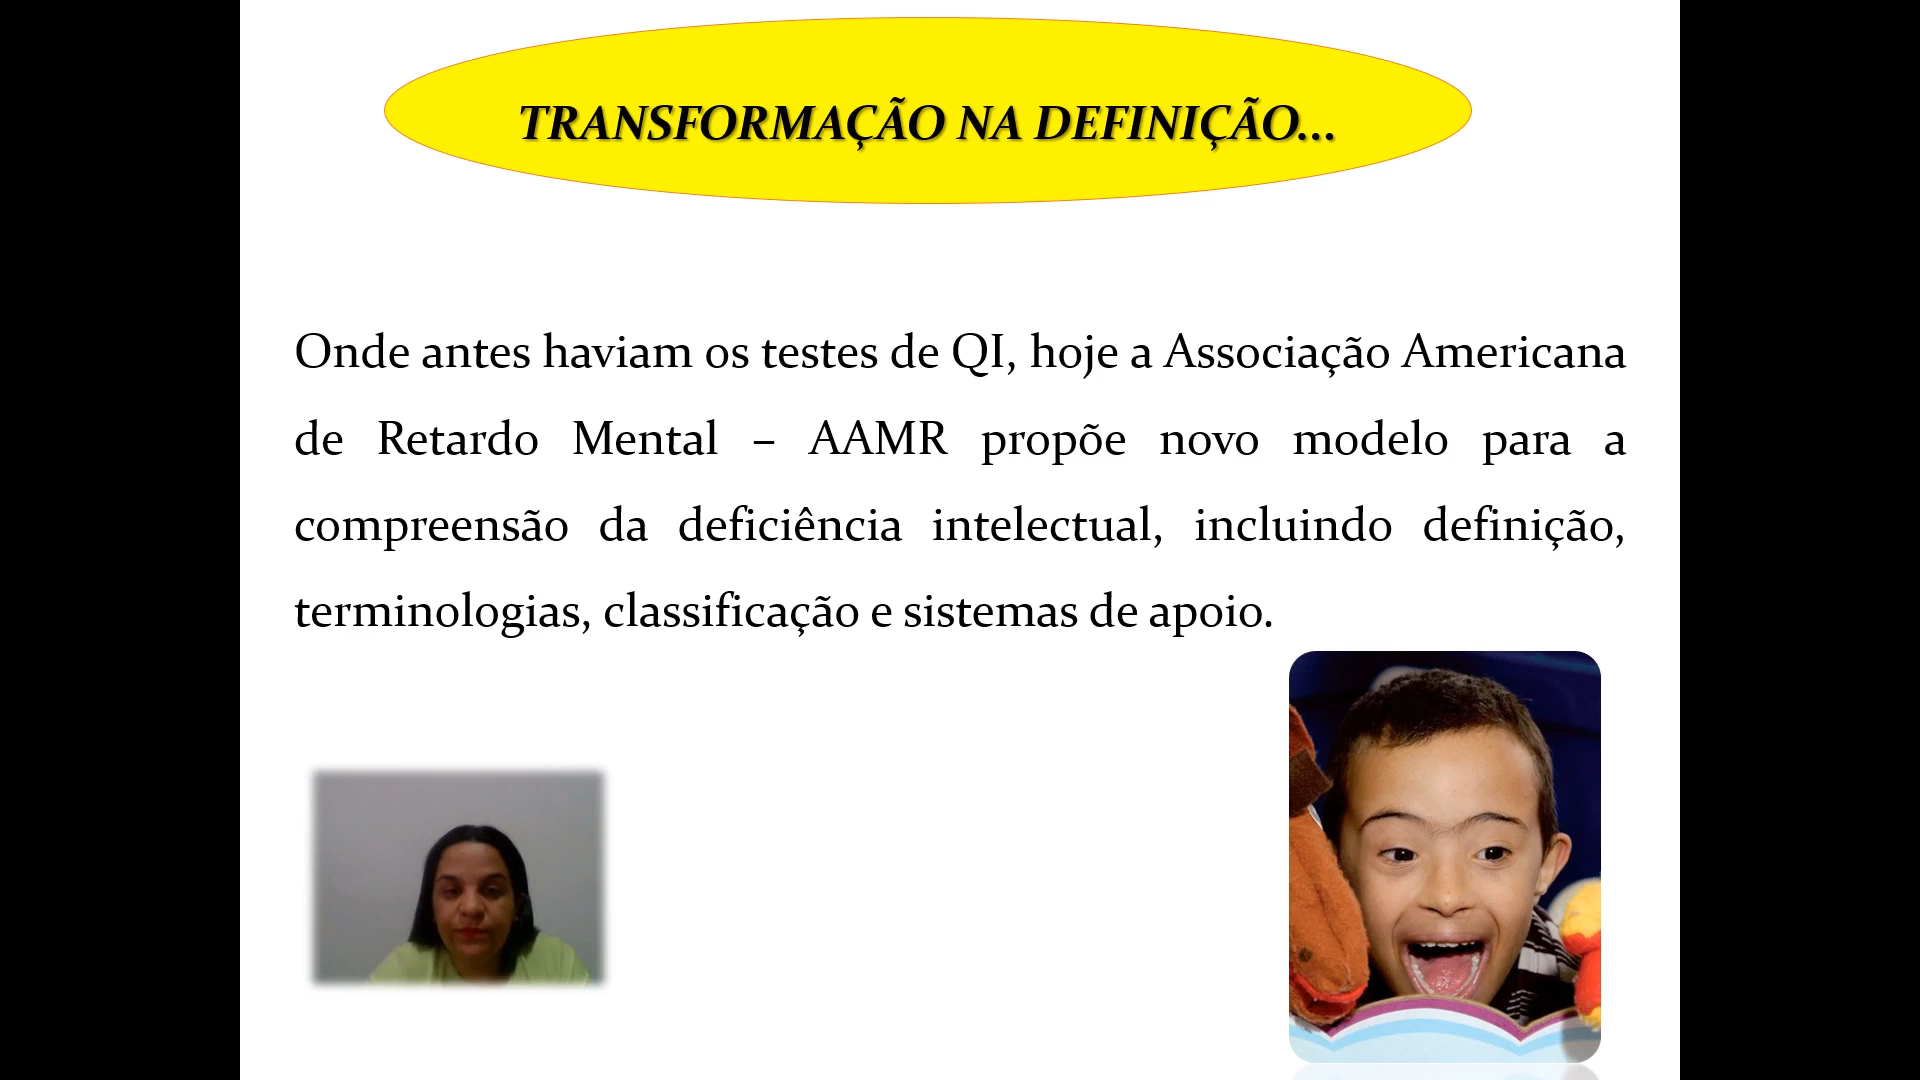 TRANSFORMAÇÃO NA DEFINIÇÃO...
Onde antes haviam os testes de QI, hoje a Associação Americana
de Retardo Mental – AAMR propõe novo modelo para a
compreensão da deficiência intelectual, incluindo definição,
terminologias, classificação e sistemas de apoio.